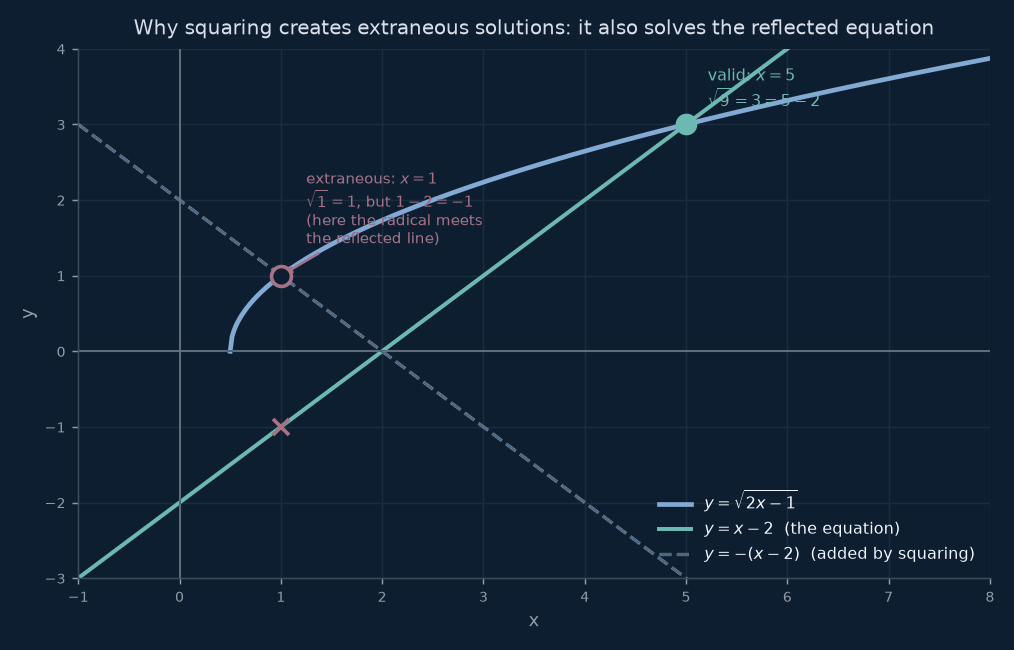 Why squaring creates extraneous solutions: it also solves the reflected equation
4
3
2
1
0
−1
−2
−3
y
valid: x = 5
√9 = 3 = 5 − 2
extraneous: x = 1
√1 = 1, but 1 − 2 = −1
(here the radical meets
the reflected line)
y = √2x − 1
y = x − 2 (the equation)
y = −(x − 2) (added by squaring)
−1 0 1 2 3 4 5 6 7 8
x